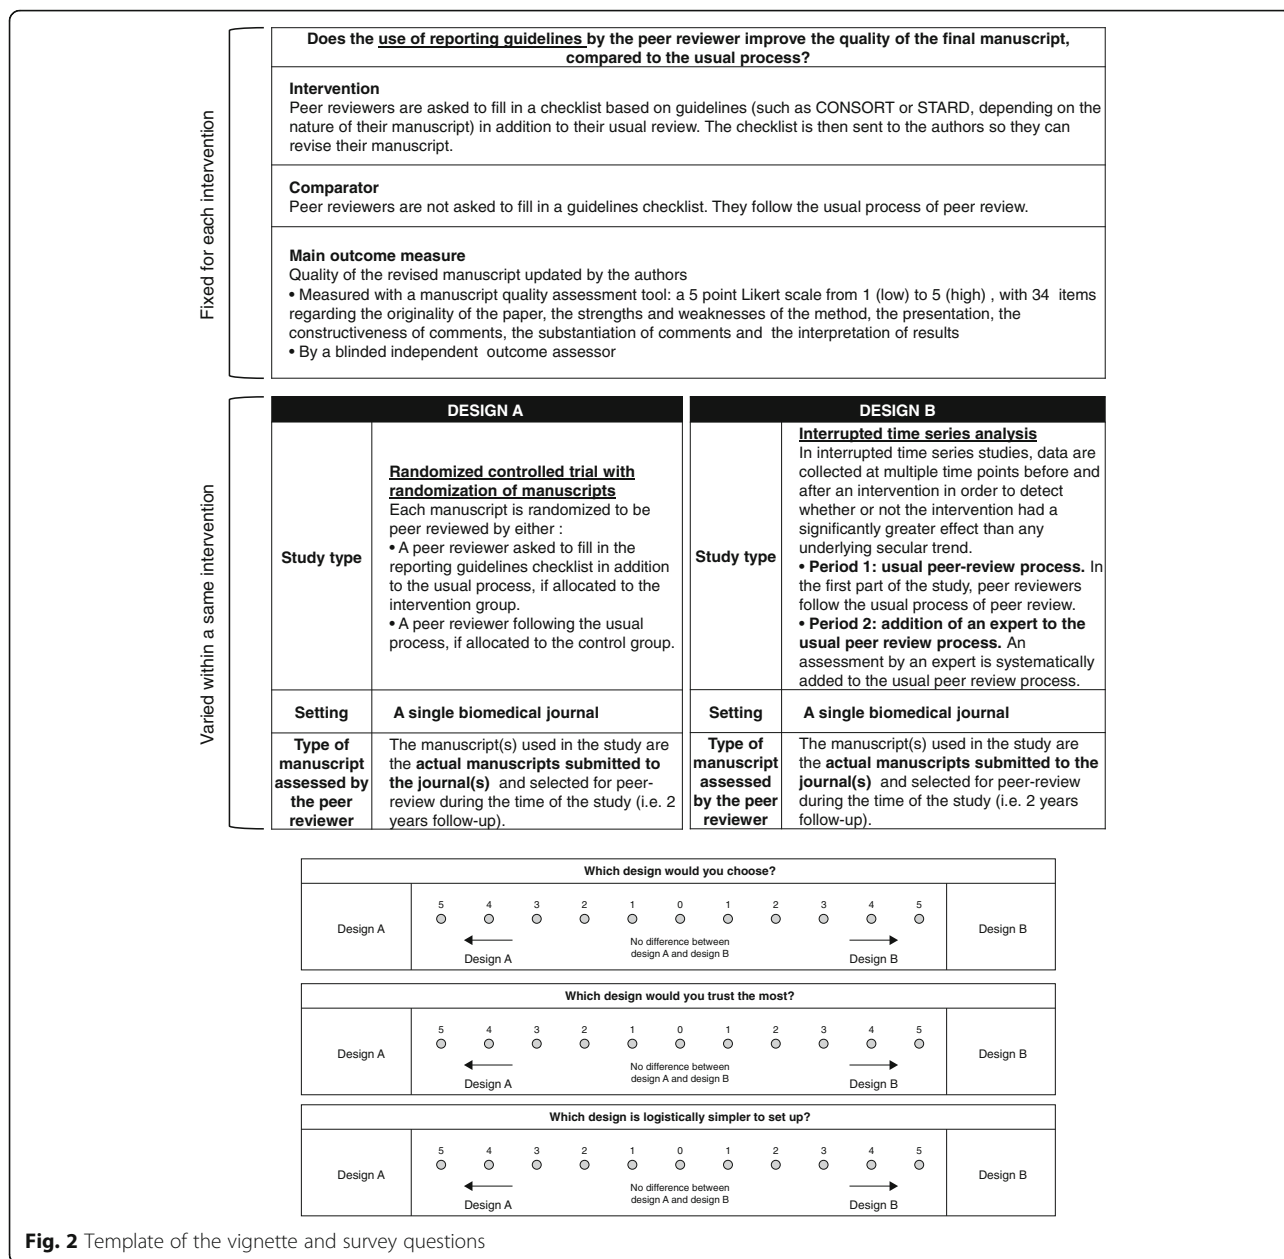 Does the use of reporting guidelines by the peer reviewer improve the quality of the final manuscript,
compared to the usual process?
Fixed for each intervention
Intervention
Peer reviewers are asked to fill in a checklist based on guidelines (such as CONSORT or STARD, depending on the
nature of their manuscript) in addition to their usual review. The checklist is then sent to the authors so they can
revise their manuscript.
Comparator
Peer reviewers are not asked to fill in a guidelines checklist. They follow the usual process of peer review.
Main outcome measure
Quality of the revised manuscript updated by the authors
• Measured with a manuscript quality assessment tool: a 5 point Likert scale from 1 (low) to 5 (high) , with 34 items
regarding the originality of the paper, the strengths and weaknesses of the method, the presentation, the
constructiveness of comments, the substantiation of comments and the interpretation of results
• By a blinded independent outcome assessor
Varied within a same intervention
DESIGN A
Study type
Randomized controlled trial with
randomization of manuscripts
Each manuscript is randomized to be
peer reviewed by either :
• A peer reviewer asked to fill in the
reporting guidelines checklist in addition
to the usual process, if allocated to the
intervention group.
• A peer reviewer following the usual
process, if allocated to the control group.
Setting
A single biomedical journal
Type of
manuscript
assessed by
the peer
reviewer
The manuscript(s) used in the study are
the actual manuscripts submitted to
the journal(s) and selected for peer-
review during the time of the study (i.e. 2
years follow-up).
DESIGN B
Study type
Interrupted time series analysis
In interrupted time series studies, data are
collected at multiple time points before and
after an intervention in order to detect
whether or not the intervention had a
significantly greater effect than any
underlying secular trend.
• Period 1: usual peer-review process. In
the first part of the study, peer reviewers
follow the usual process of peer review.
• Period 2: addition of an expert to the
usual peer review process. An
assessment by an expert is systematically
added to the usual peer review process.
Setting
A single biomedical journal
Type of
manuscript
assessed
by the peer
reviewer
The manuscript(s) used in the study are
the actual manuscripts submitted to the
journal(s) and selected for peer-review
during the time of the study (i.e. 2 years
follow-up).
Which design would you choose?
Design A
5 4 3 2 1 0 1 2 3 4 5
Design A
No difference between
design A and design B
Design B
Design B
Which design would you trust the most?
Design A
5 4 3 2 1 0 1 2 3 4 5
Design A
No difference between
design A and design B
Design B
Design B
Which design is logistically simpler to set up?
Design A
5 4 3 2 1 0 1 2 3 4 5
Design A
No difference between
design A and design B
Design B
Design B
Fig. 2 Template of the vignette and survey questions